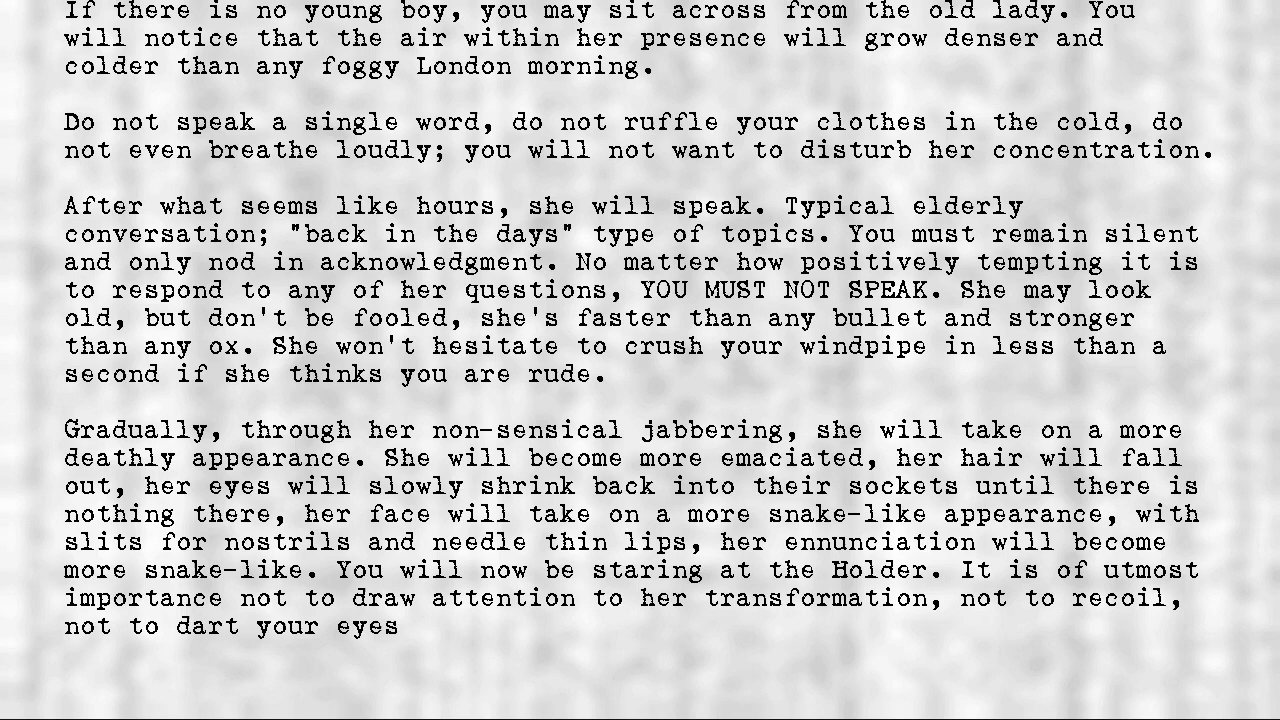 If there is no young boy, you may sit across from the old lady. You
will notice that the air within her presence will grow denser and
colder than any foggy London morning.
Do not speak a single word, do not ruffle your clothes in the cold, do
not even breathe loudly; you will not want to disturb her concentration.
After what seems like hours, she will speak. Typical elderly
conversation; "back in the days" type of topics. You must remain silent
and only nod in acknowledgment. No matter how positively tempting it is
to respond to any of her questions, YOU MUST NOT SPEAK. She may look
old, but don't be fooled, she's faster than any bullet and stronger
than any ox. She won't hesitate to crush your windpipe in less than a
second if she thinks you are rude.
Gradually, through her non-sensical jabbering, she will take on a more
deathly appearance. She will become more emaciated, her hair will fall
out, her eyes will slowly shrink back into their sockets until there is
nothing there, her face will take on a more snake-like appearance, with
slits for nostrils and needle thin lips, her ennunciation will become
more snake-like. You will now be staring at the Holder. It is of utmost
importance not to draw attention to her transformation, not to recoil,
not to dart your eyes